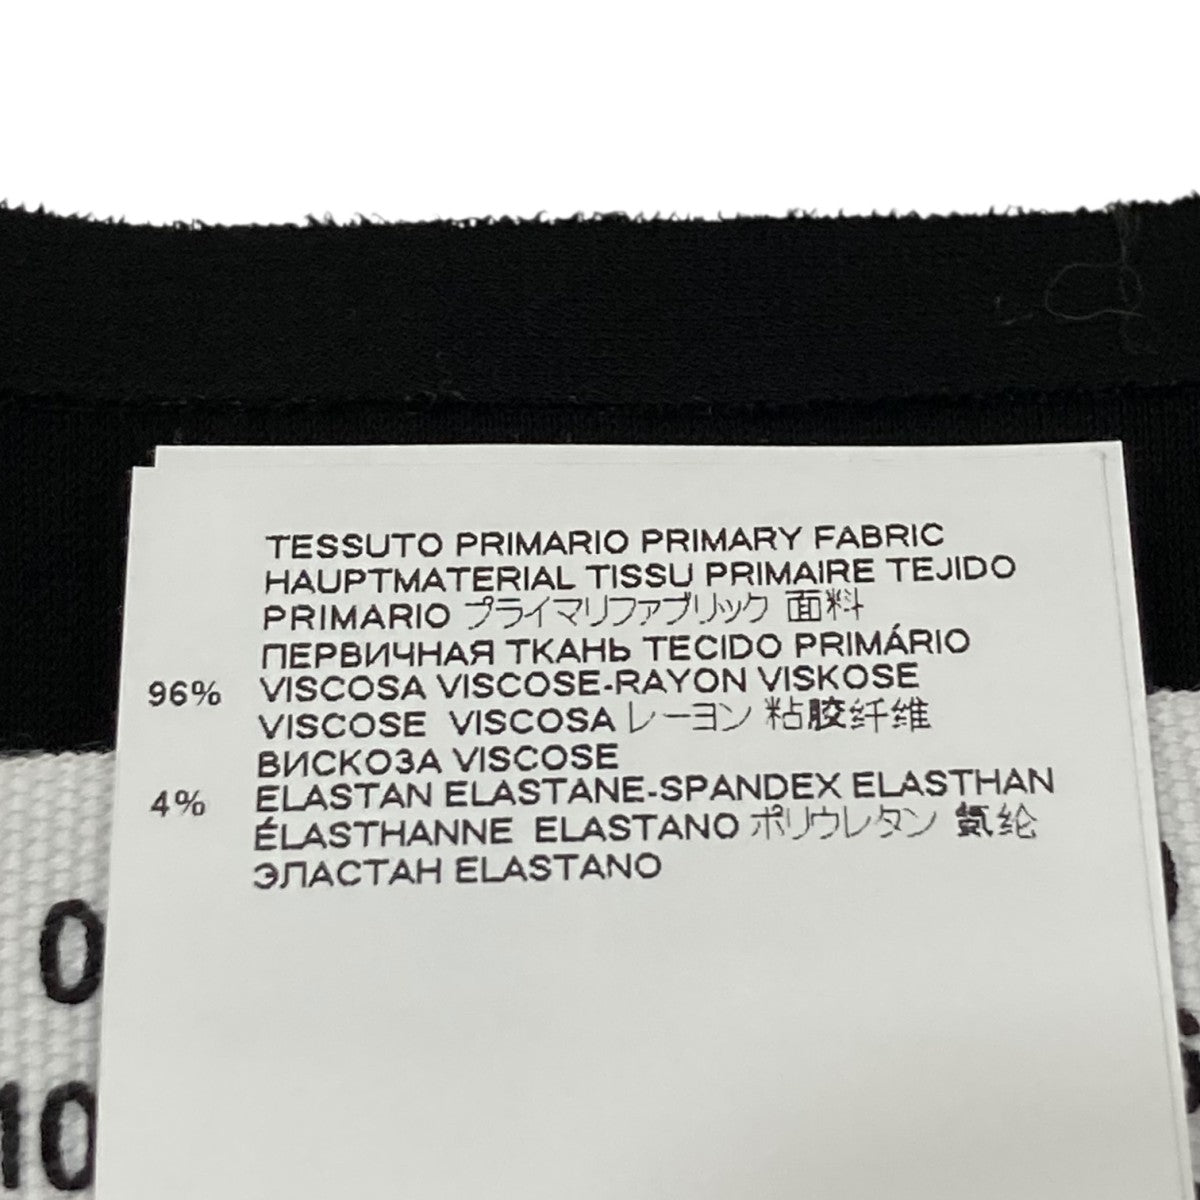 TESSUTO PRIMARIO PRIMARY FABRIC
HAUPTMATERIAL TISSU PRIMAIRE TEJIDO
PRIMARIO プライマリファブリック 面料
ПЕРВИЧНАЯ ТКАНЬ TECIDO PRIMÁRIO
96% VISCOSA VISCOSE-RAYON VISKOSE
VISCOSE VISCOSA レーヨン 粘胶纤维
ВИСКОЗА VISCOSE
4% ELASTAN ELASTANE-SPANDEX ELASTHAN
ÉLASTHANNE ELASTANO ポリウレタン 氨纶
ЭЛАСТАН ELASTANO
0
10